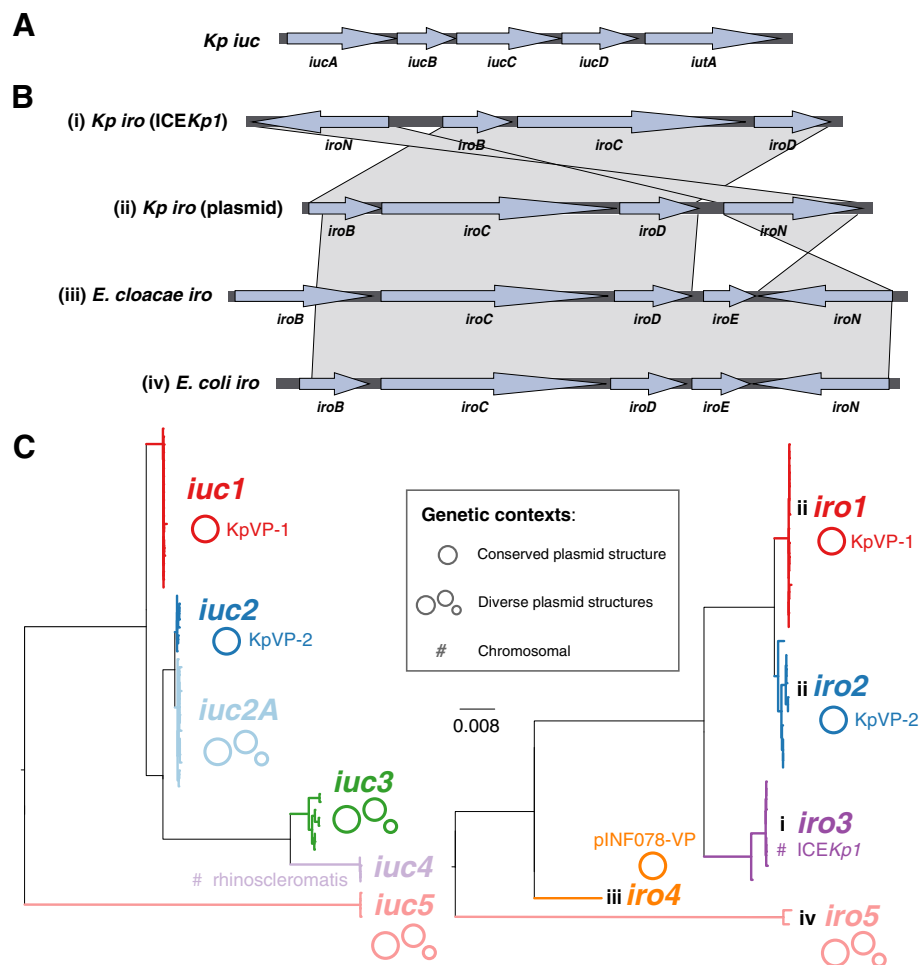 A
Kp iuc
iucA iucB iucC iucD iutA
B
(i) Kp iro (ICEKp1)
iroN iroB iroC iroD
(ii) Kp iro (plasmid)
iroB iroC iroD iroN
(iii) E. cloacae iro
iroB iroC iroD iroE iroN
(iv) E. coli iro
iroB iroC iroD iroE iroN
C
iuc1
KpVP-1
iuc2
KpVP-2
iuc2A
iuc3
# rhinoscleromatis iuc4
iuc5
Genetic contexts:
Conserved plasmid structure
Diverse plasmid structures
# Chromosomal
0.008
ii iro1
KpVP-1
ii iro2
KpVP-2
i iro3
# ICEKp1
pINF078-VP
iii iro4
iv iro5